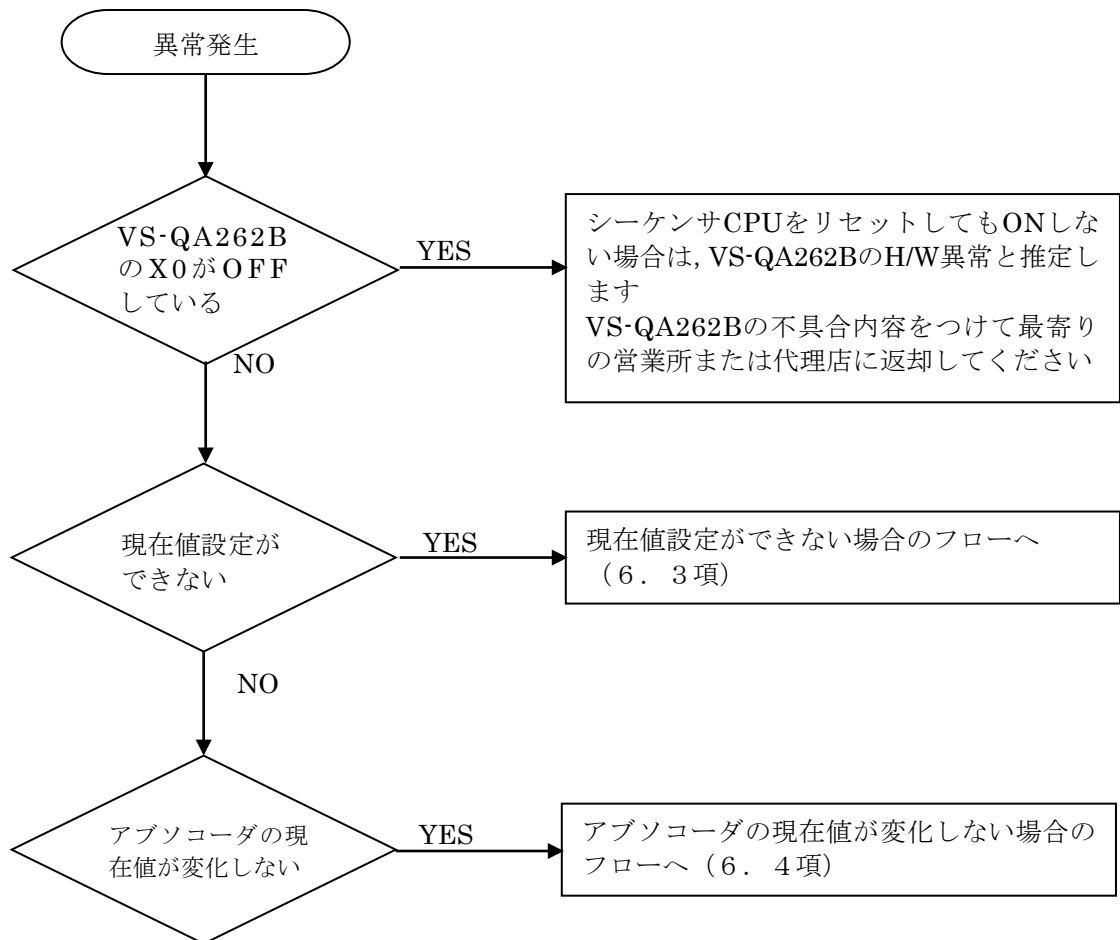 異常発生
VS-QA262B
のX0がOFF
している
YES
シーケンサCPUをリセットしてもONしな
い場合は,VS-QA262BのH/W異常と推定し
ます
VS-QA262Bの不具合内容をつけて最寄り
の営業所または代理店に返却してください
NO
現在値設定が
できない
YES
現在値設定ができない場合のフローへ
(6.3項)
NO
アブソコーダの現
在値が変化しない
YES
アブソコーダの現在値が変化しない場合の
フローへ(6.4項)